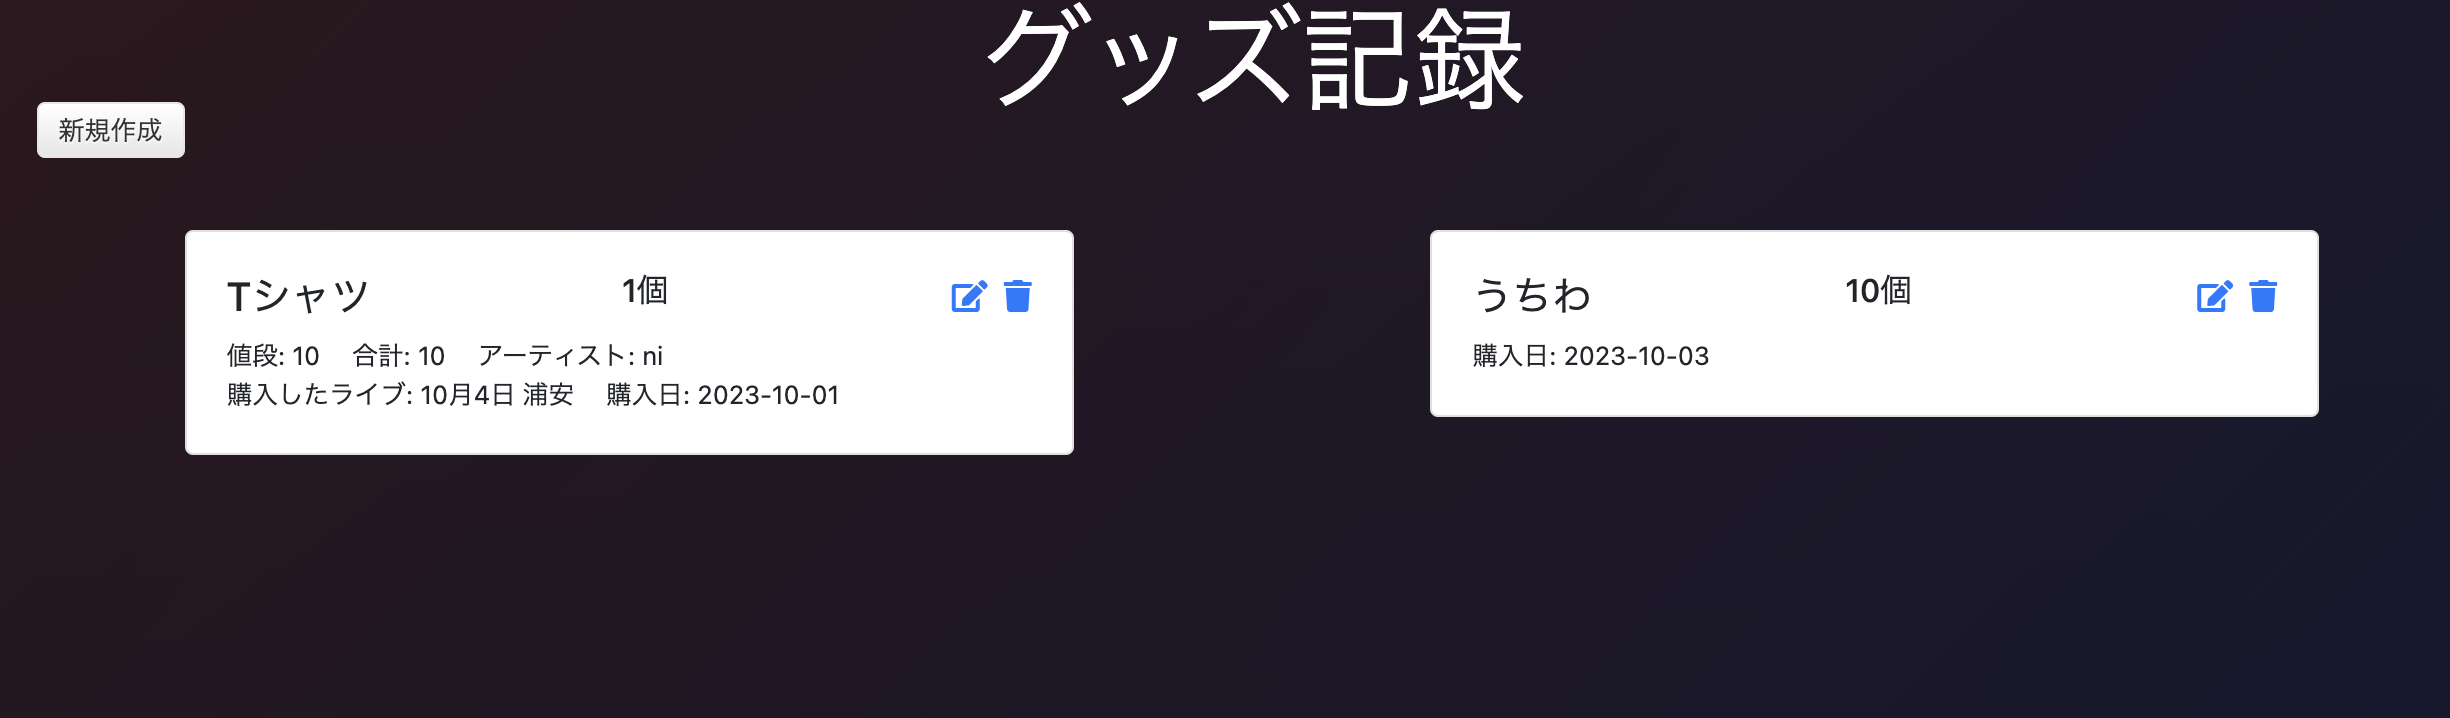 グッズ記録
新規作成
Tシャツ 1個
値段: 10 合計: 10 アーティスト: ni
購入したライブ: 10月4日 浦安 購入日: 2023-10-01
うちわ 10個
購入日: 2023-10-03